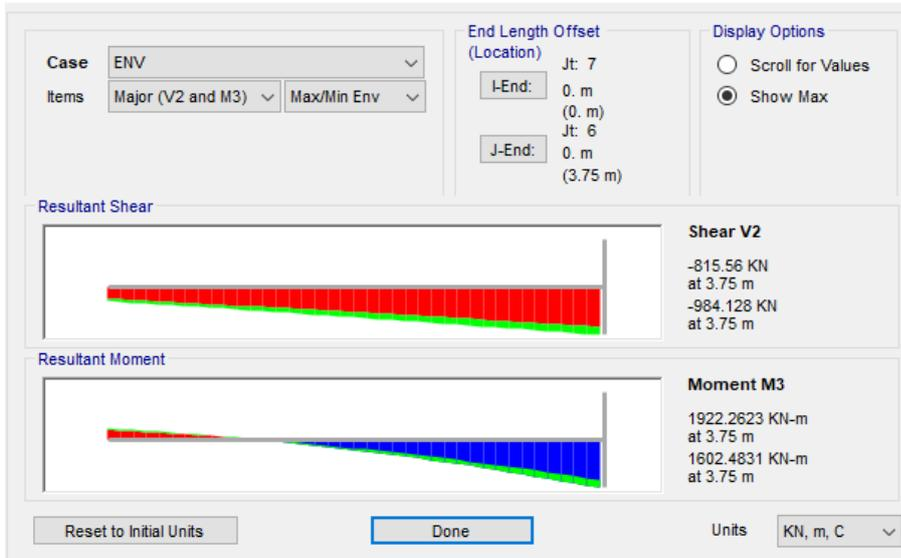 Case ENV
Items Major (V2 and M3) Max/Min Env
End Length Offset
(Location)
I-End:
Jt: 7
0. m
(0. m)
J-End:
Jt: 6
0. m
(3.75 m)
Display Options
Scroll for Values
Show Max
Resultant Shear
Shear V2
-815.56 KN
at 3.75 m
-984.128 KN
at 3.75 m
Resultant Moment
Moment M3
1922.2623 KN-m
at 3.75 m
1602.4831 KN-m
at 3.75 m
Reset to Initial Units Done Units KN, m, C